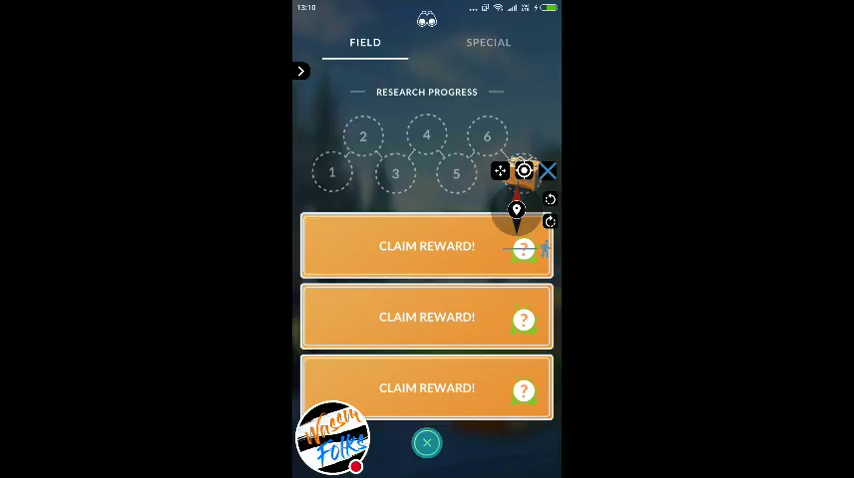 13:10
FIELD
SPECIAL
RESEARCH PROGRESS
2
4
6
1
3
5
CLAIM REWARD!
?
CLAIM REWARD!
?
CLAIM REWARD!
?
Wassup
Folks